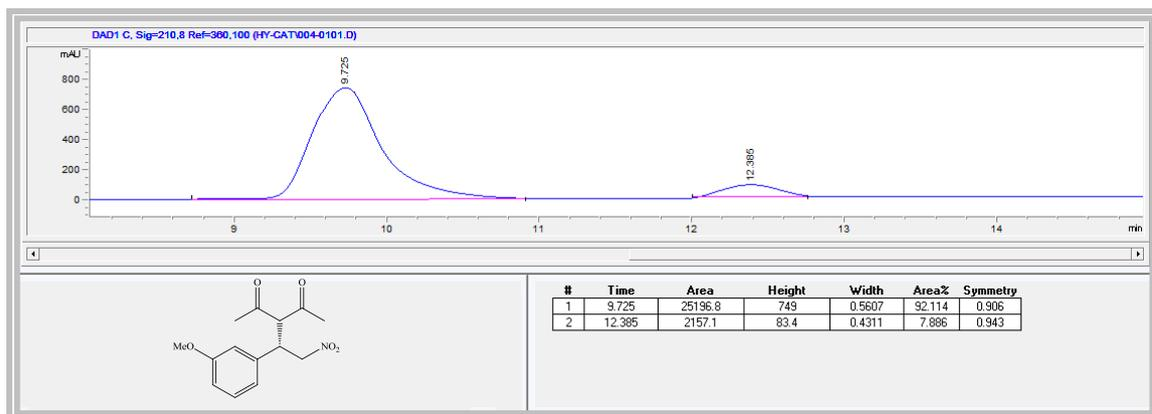 DAD1 C, Sig=210,8 Ref=360,100 (HY-CAT\004-0101.D)
mAU
800
600
400
200
0
9.725
12.385
9 10 11 12 13 14 min
O O
MeO
NO2
# Time Area Height Width Area% Symmetry
1 9.725 25196.8 749 0.5607 92.114 0.906
2 12.385 2157.1 83.4 0.4311 7.886 0.943